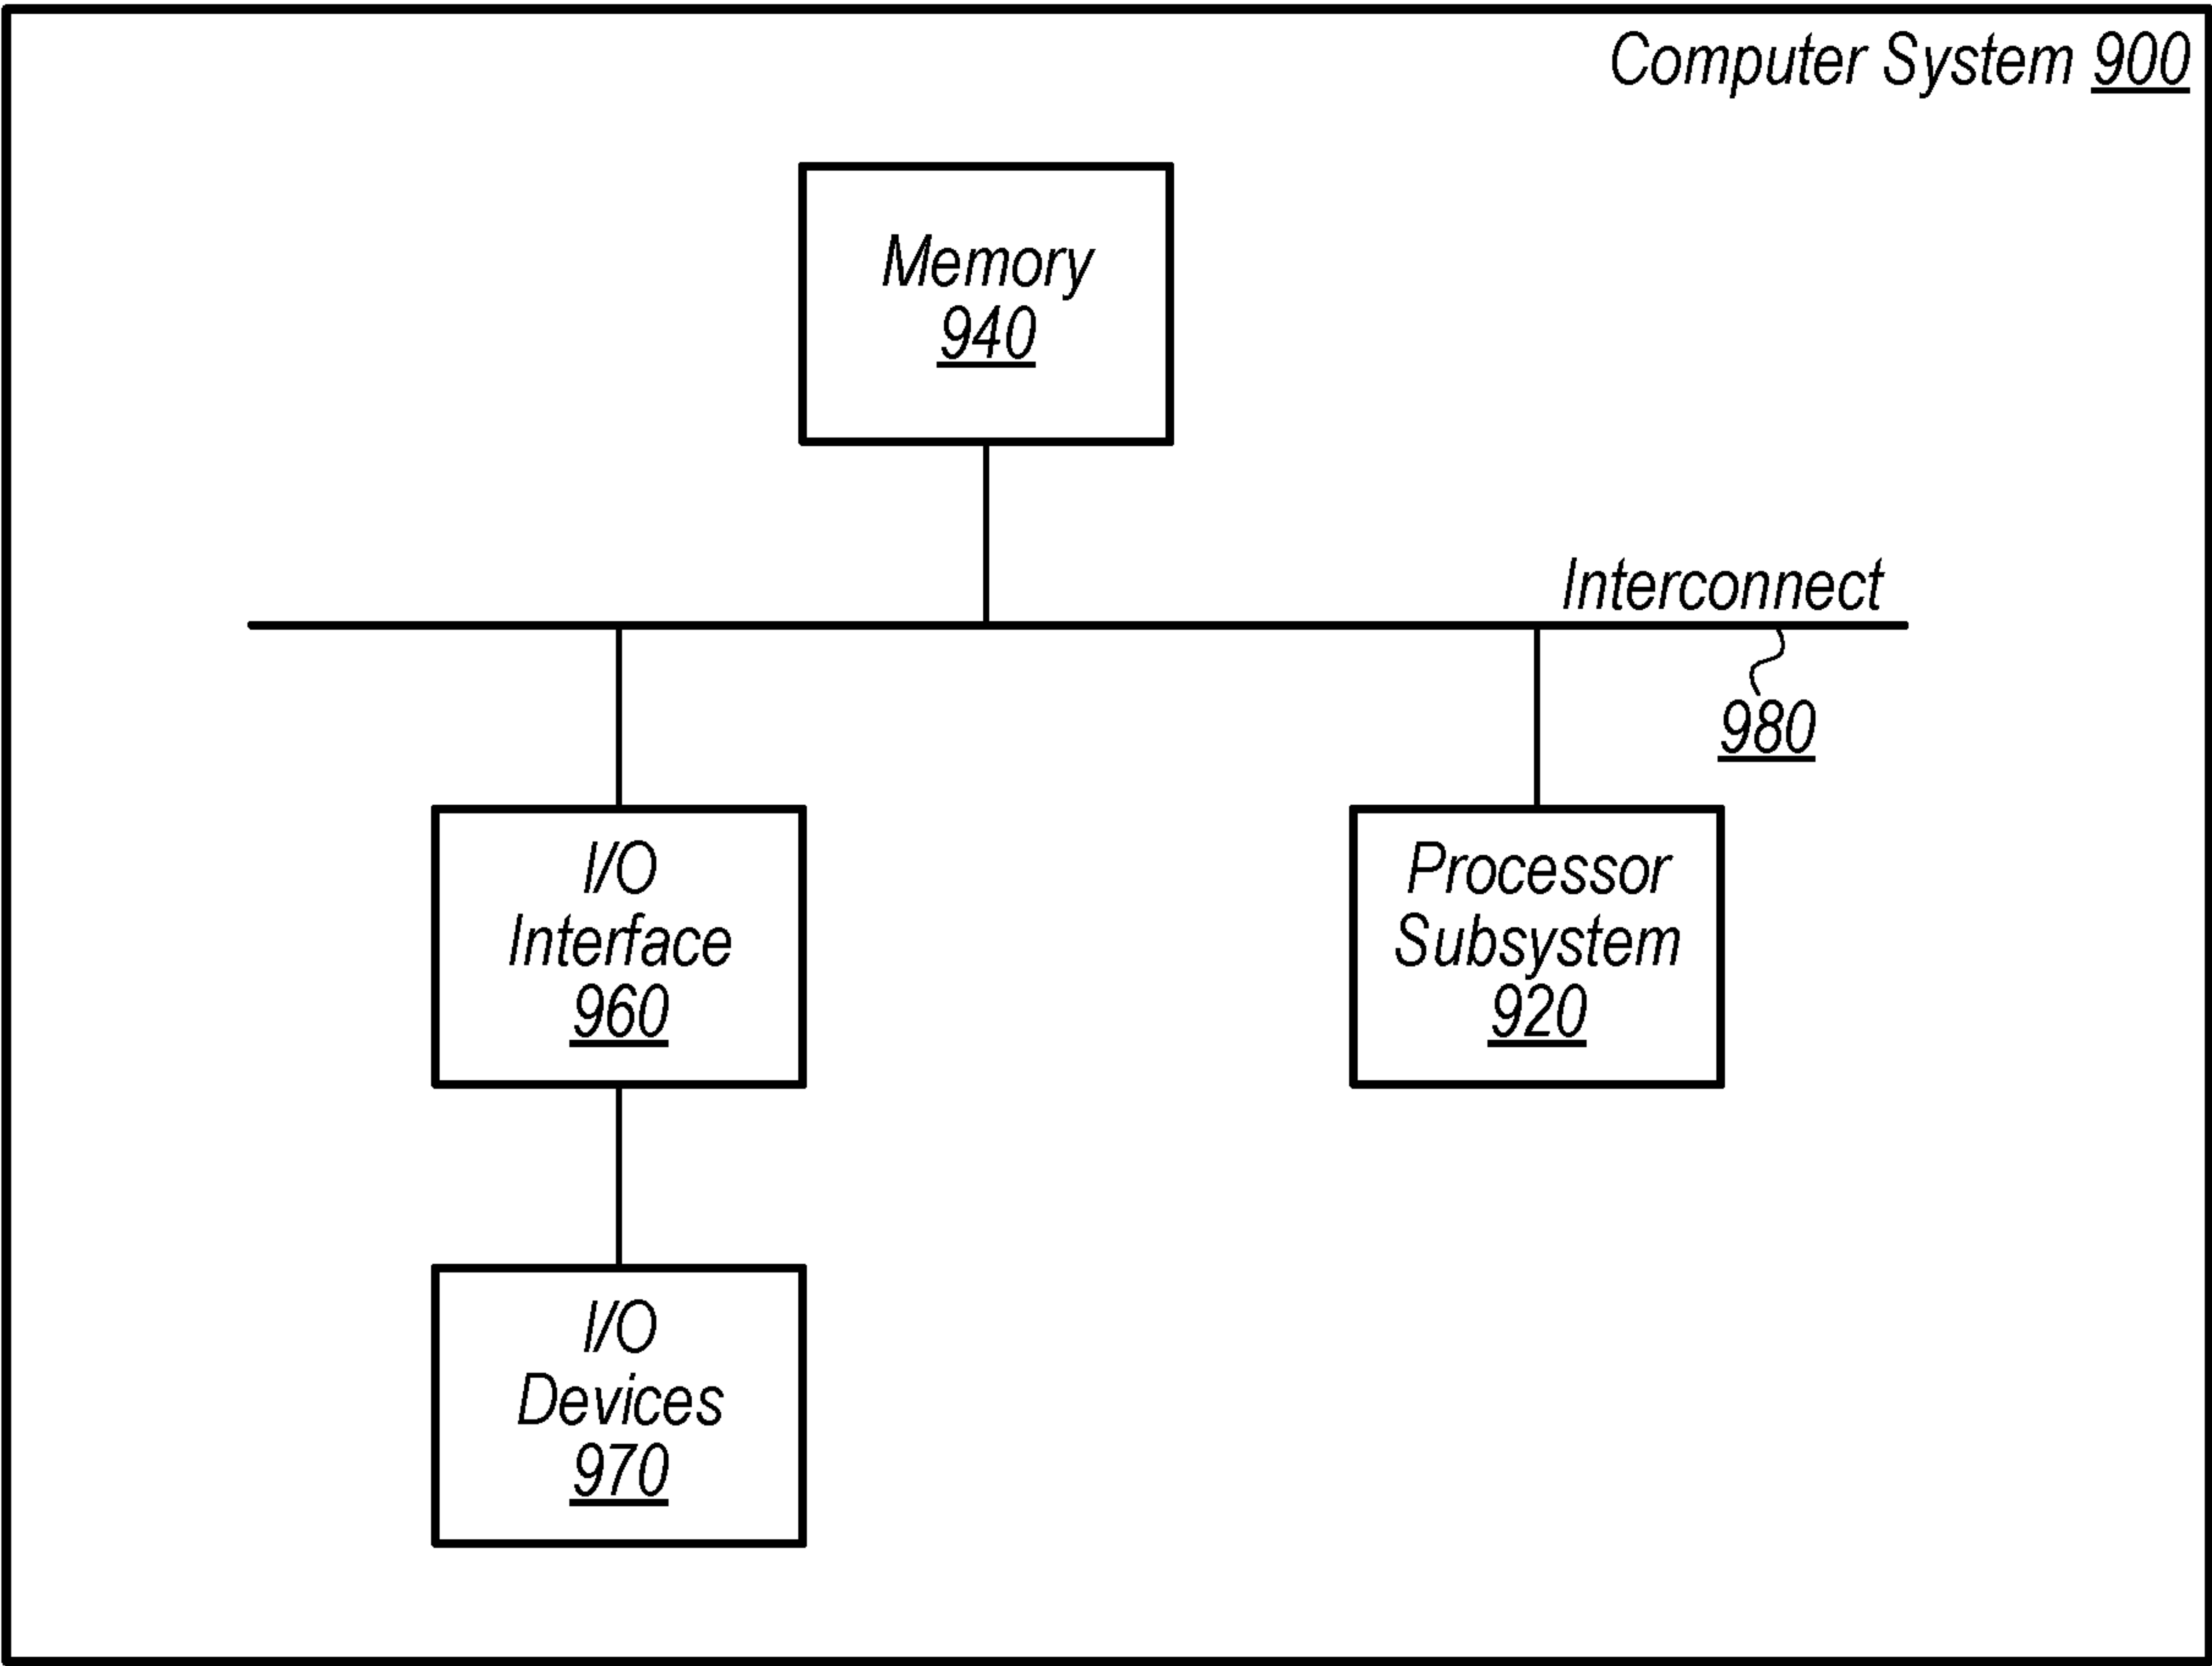 Computer System 900
Memory
940
Interconnect
980
I/O
Interface
960
Processor
Subsystem
920
I/O
Devices
970